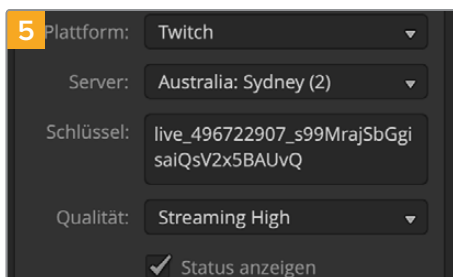 5 Plattform: Twitch
Server: Australia: Sydney (2)
Schlüssel: live_496722907_s99MrajSbGgi
saiQsV2x5BAUvQ
Qualität: Streaming High
Status anzeigen